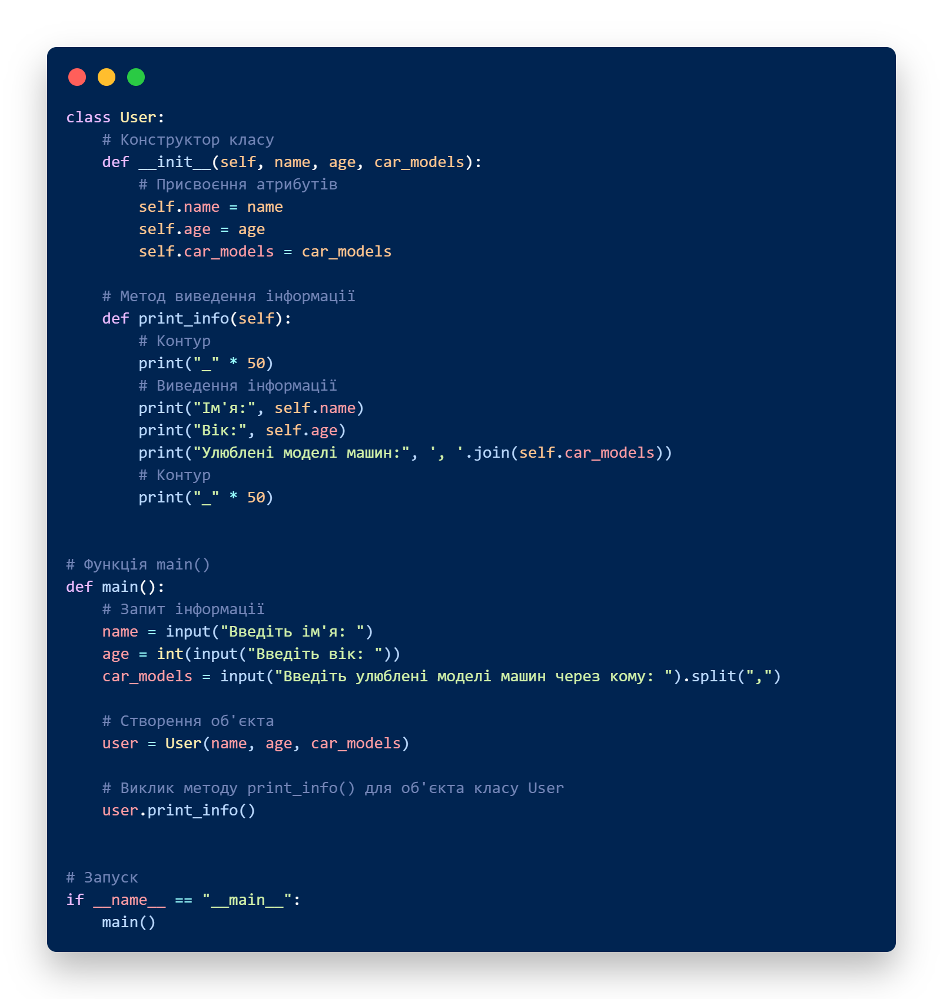 class User:
    # Конструктор класу
    def __init__(self, name, age, car_models):
        # Присвоєння атрибутів
        self.name = name
        self.age = age
        self.car_models = car_models

    # Метод виведення інформації
    def print_info(self):
        # Контур
        print("_" * 50)
        # Виведення інформації
        print("Ім'я:", self.name)
        print("Вік:", self.age)
        print("Улюблені моделі машин:", ', '.join(self.car_models))
        # Контур
        print("_" * 50)


# Функція main()
def main():
    # Запит інформації
    name = input("Введіть ім'я: ")
    age = int(input("Введіть вік: "))
    car_models = input("Введіть улюблені моделі машин через кому: ").split(",")

    # Створення об'єкта
    user = User(name, age, car_models)

    # Виклик методу print_info() для об'єкта класу User
    user.print_info()


# Запуск
if __name__ == "__main__":
    main()